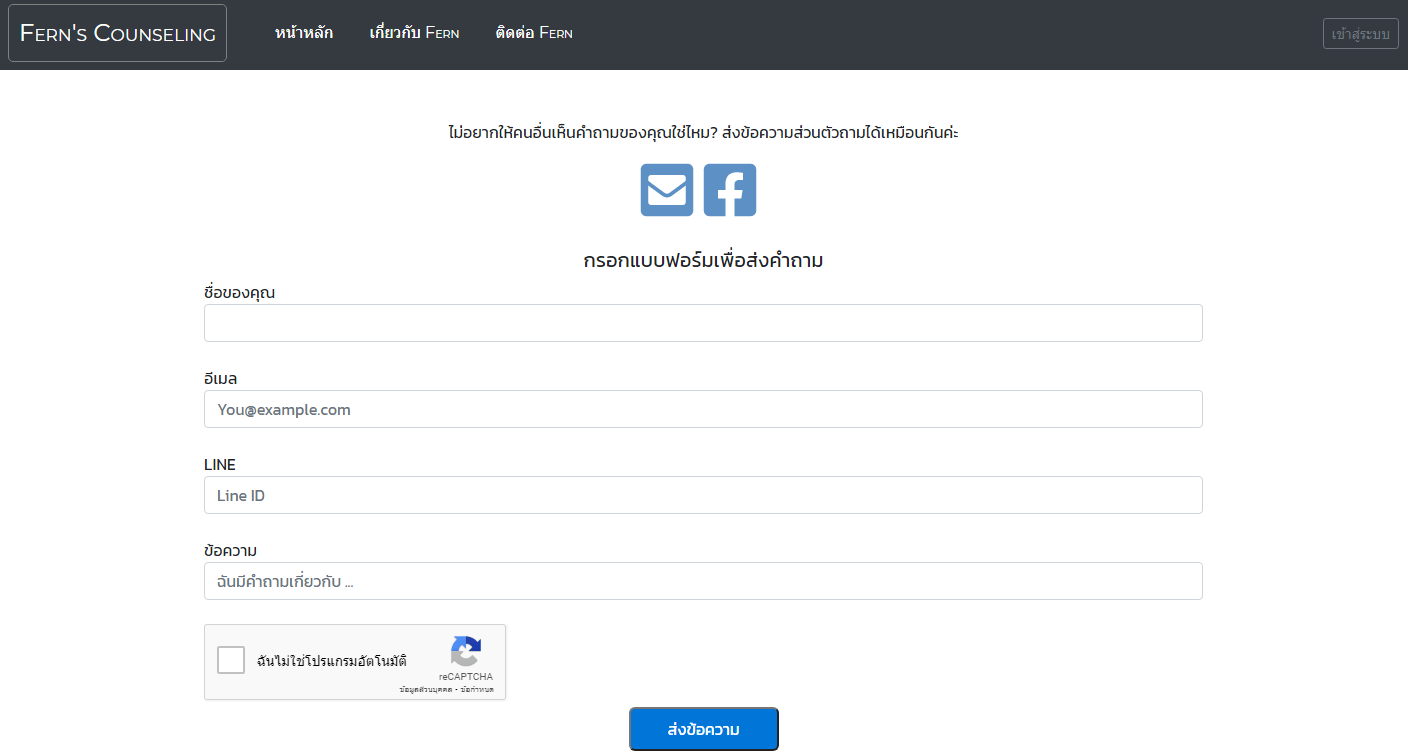 Fern's Counseling
หน้าหลัก เกี่ยวกับ Fern ติดต่อ Fern
เข้าสู่ระบบ
ไม่อยากให้คนอื่นเห็นคำถามของคุณใช่ไหม? ส่งข้อความส่วนตัวถามได้เหมือนกันค่ะ
กรอกแบบฟอร์มเพื่อส่งคำถาม
ชื่อของคุณ
อีเมล
You@example.com
LINE
Line ID
ข้อความ
ฉันมีคำถามเกี่ยวกับ ...
ฉันไม่ใช่โปรแกรมอัตโนมัติ
reCAPTCHA
ข้อมูลส่วนบุคคล - ข้อกำหนด
ส่งข้อความ